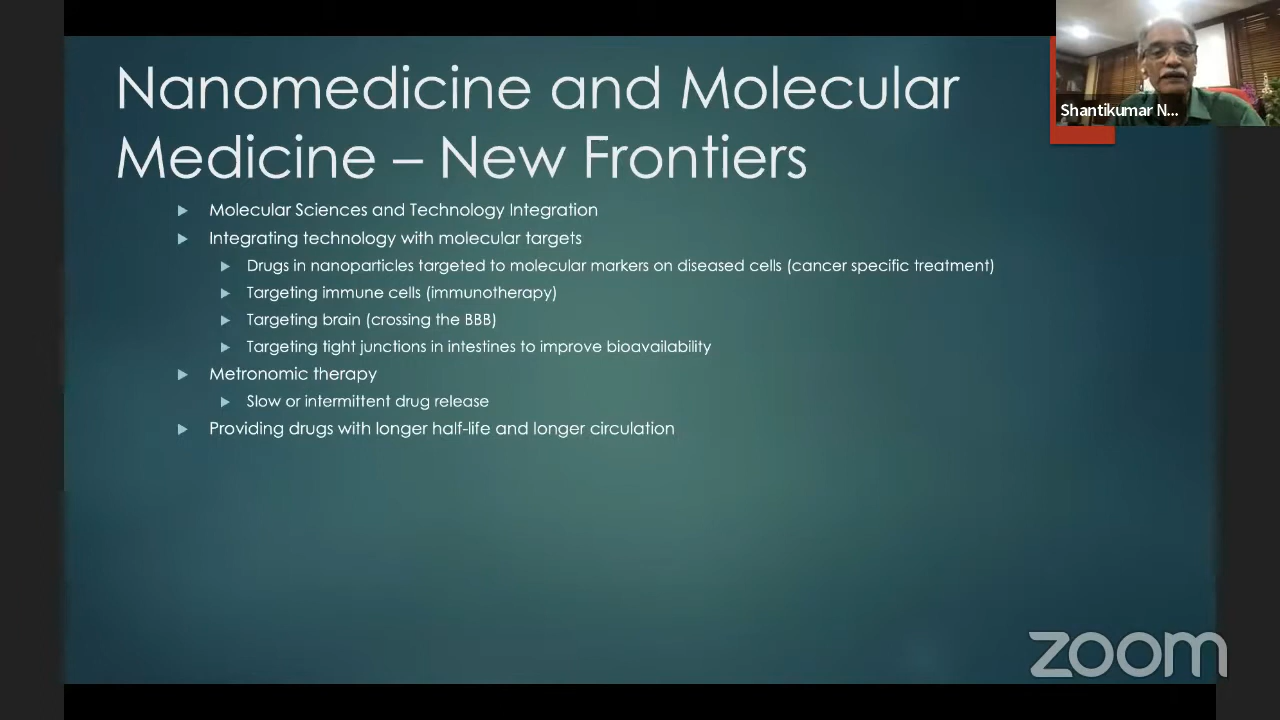 Nanomedicine and Molecular
Medicine – New Frontiers
Molecular Sciences and Technology Integration
Integrating technology with molecular targets
Drugs in nanoparticles targeted to molecular markers on diseased cells (cancer specific treatment)
Targeting immune cells (immunotherapy)
Targeting brain (crossing the BBB)
Targeting tight junctions in intestines to improve bioavailability
Metronomic therapy
Slow or intermittent drug release
Providing drugs with longer half-life and longer circulation
Shantikumar N...
zoom